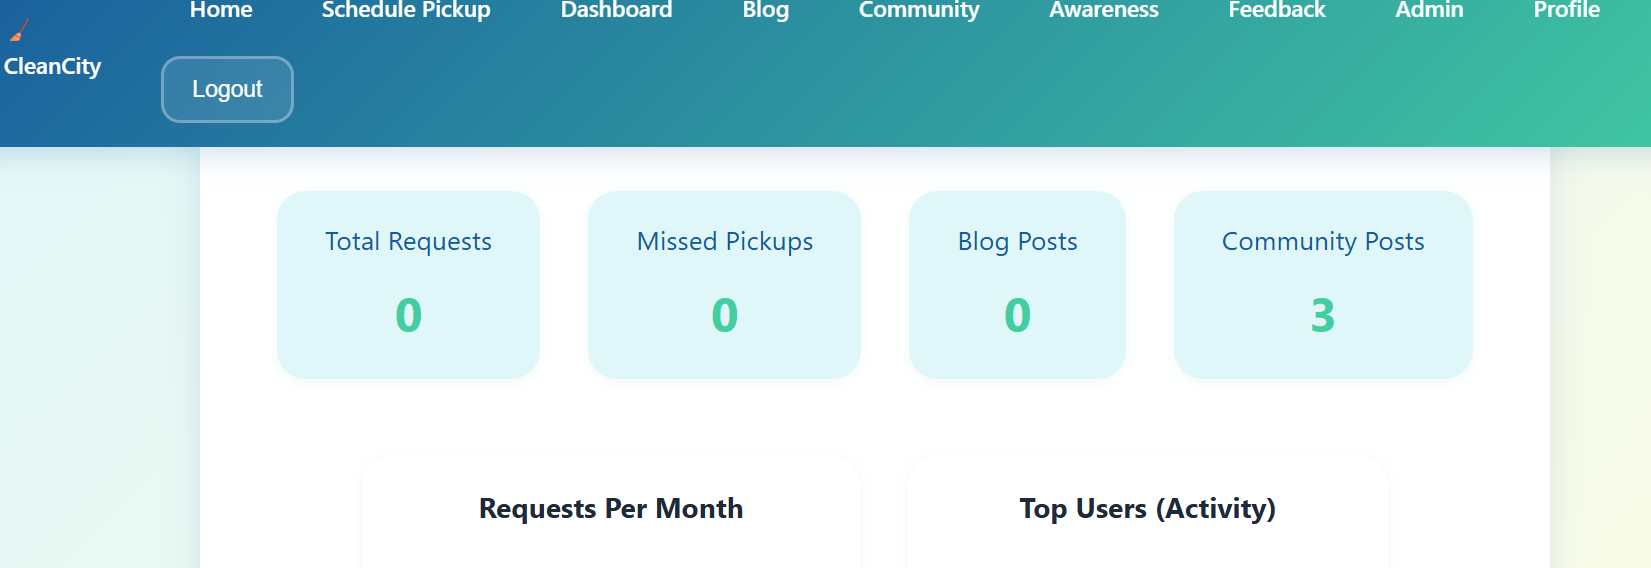 Home Schedule Pickup Dashboard Blog Community Awareness Feedback Admin Profile
CleanCity
Logout
Total Requests Missed Pickups Blog Posts Community Posts
0 0 0 3
Requests Per Month Top Users (Activity)